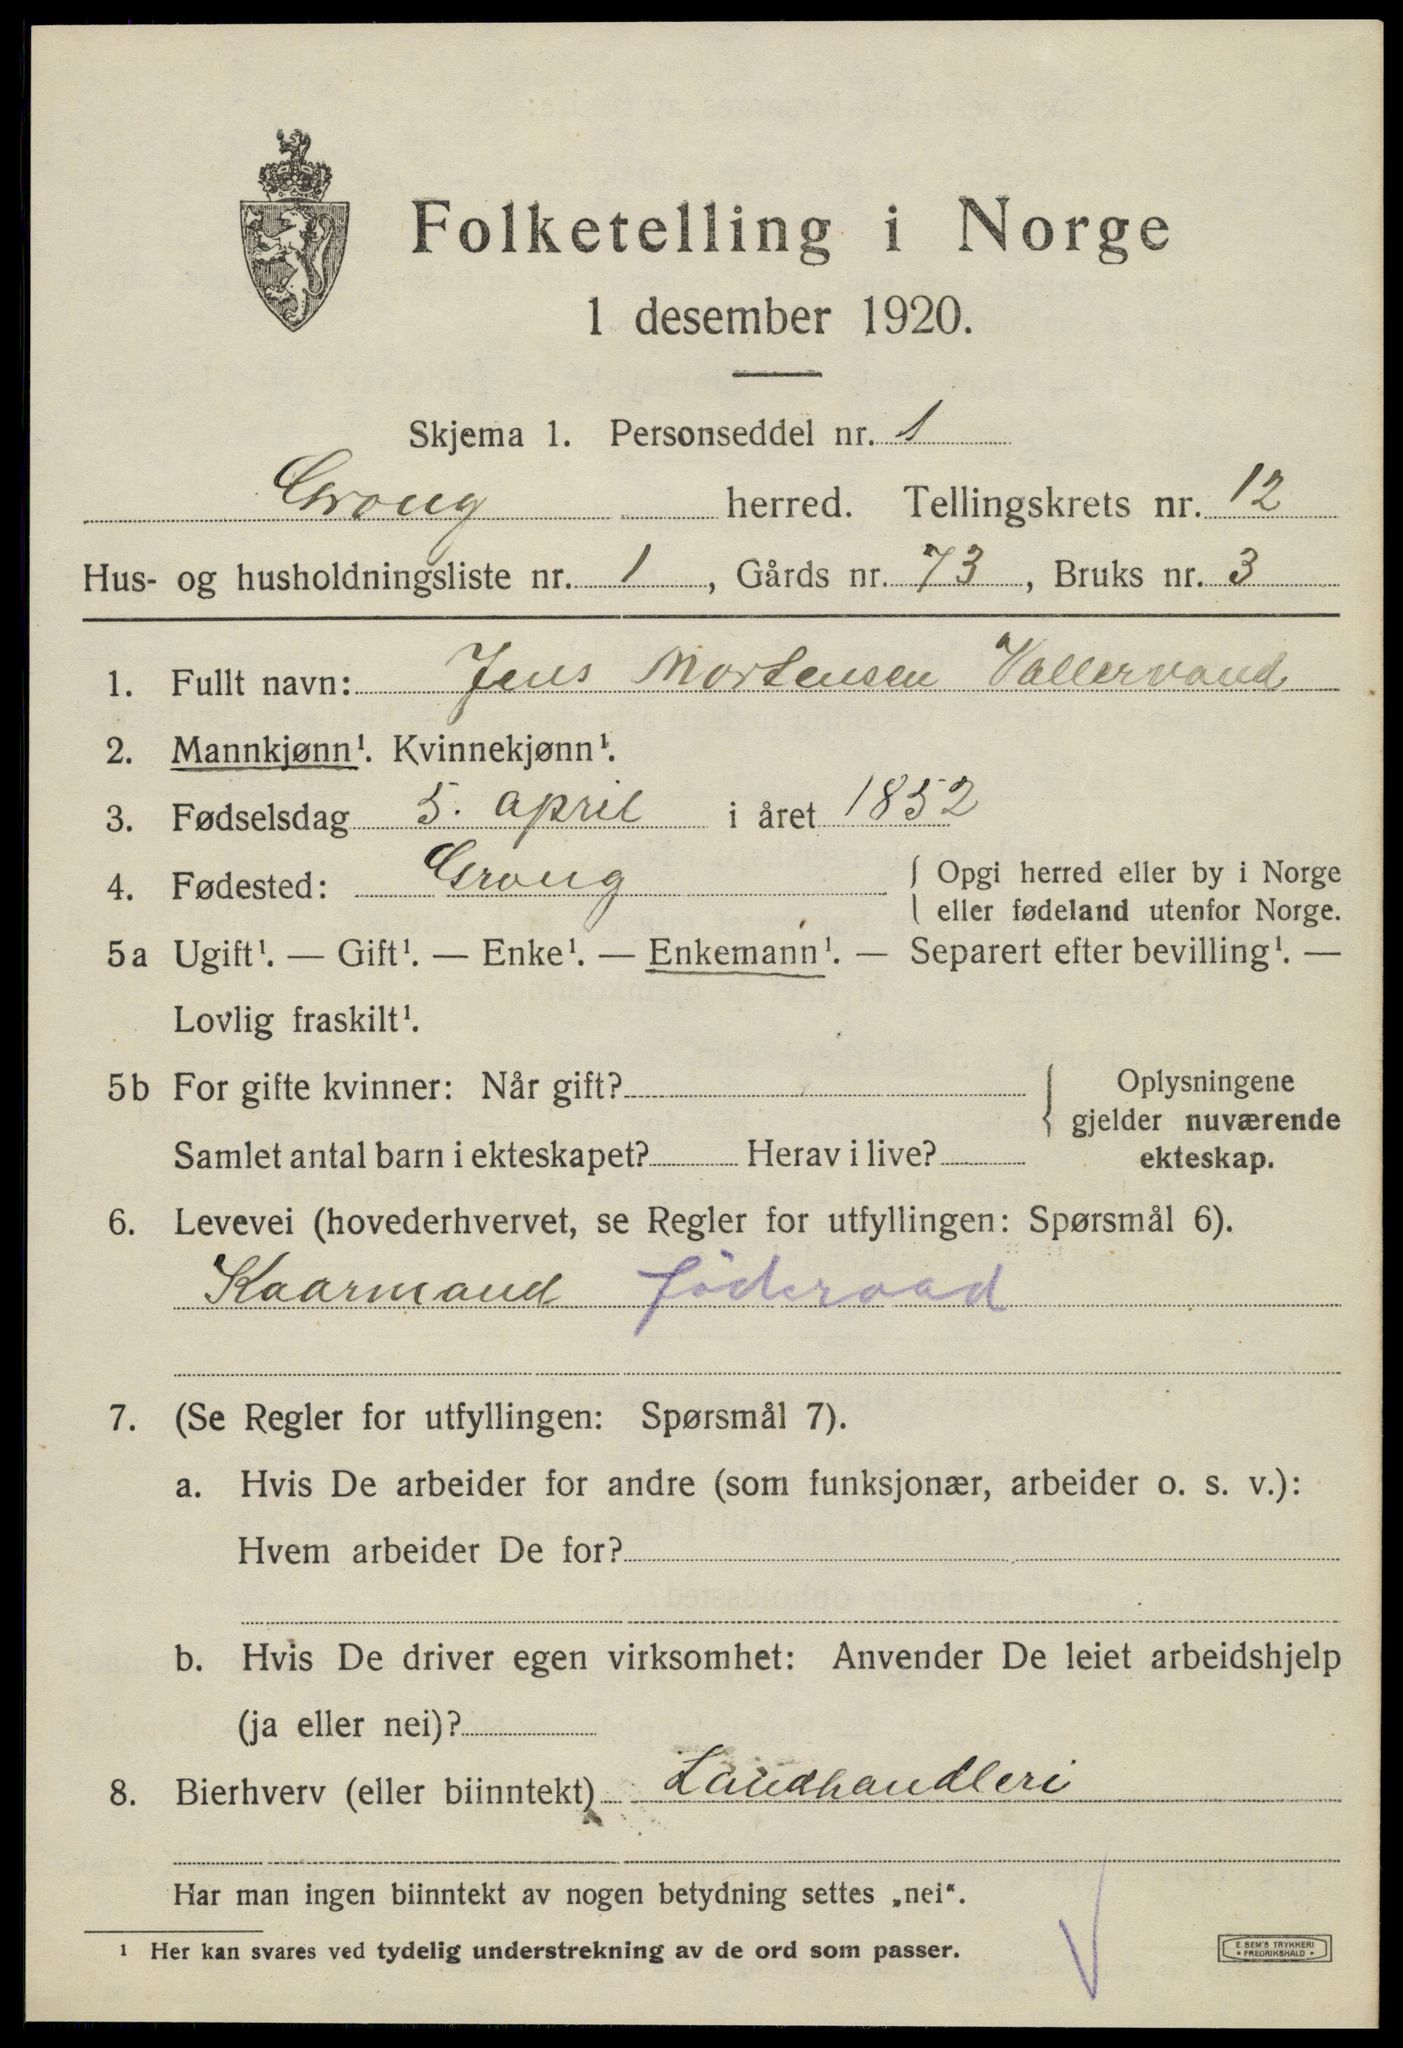 Folketelling i Norge
1 desember 1920.
Skjema 1. Personseddel nr. 1
Grong herred. Tellingskrets nr. 12
Hus- og husholdningsliste nr. 1, Gårds nr. 73, Bruks nr. 3
1. Fullt navn: Jens Mortensen Vallervand
2. Mannkjønn¹. Kvinnekjønn¹.
3. Fødselsdag 5. april i året 1852
4. Fødested: Grong { Opgi herred eller by i Norge
eller fødeland utenfor Norge.
5a Ugift¹. — Gift¹. — Enke¹. — Enkemann¹. — Separert efter bevilling¹. —
Lovlig fraskilt¹.
5b For gifte kvinner: Når gift? { Oplysningene
gjelder nuværende
Samlet antal barn i ekteskapet? Herav i live? ekteskap.
6. Levevei (hovederhvervet, se Regler for utfyllingen: Spørsmål 6).
Kaarmand föderaad
7. (Se Regler for utfyllingen: Spørsmål 7).
a. Hvis De arbeider for andre (som funksjonær, arbeider o. s. v.):
Hvem arbeider De for?
b. Hvis De driver egen virksomhet: Anvender De leiet arbeidshjelp
(ja eller nei)?
8. Bierhverv (eller biinntekt) Landhandleri
Har man ingen biinntekt av nogen betydning settes „nei“.
¹ Her kan svares ved tydelig understrekning av de ord som passer.
E. SEM'S TRYKKERI
• FREDRIKSHALD •